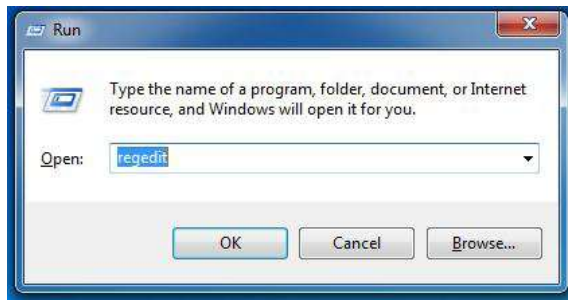 Run
Type the name of a program, folder, document, or Internet
resource, and Windows will open it for you.
Open: regedit
OK Cancel Browse...